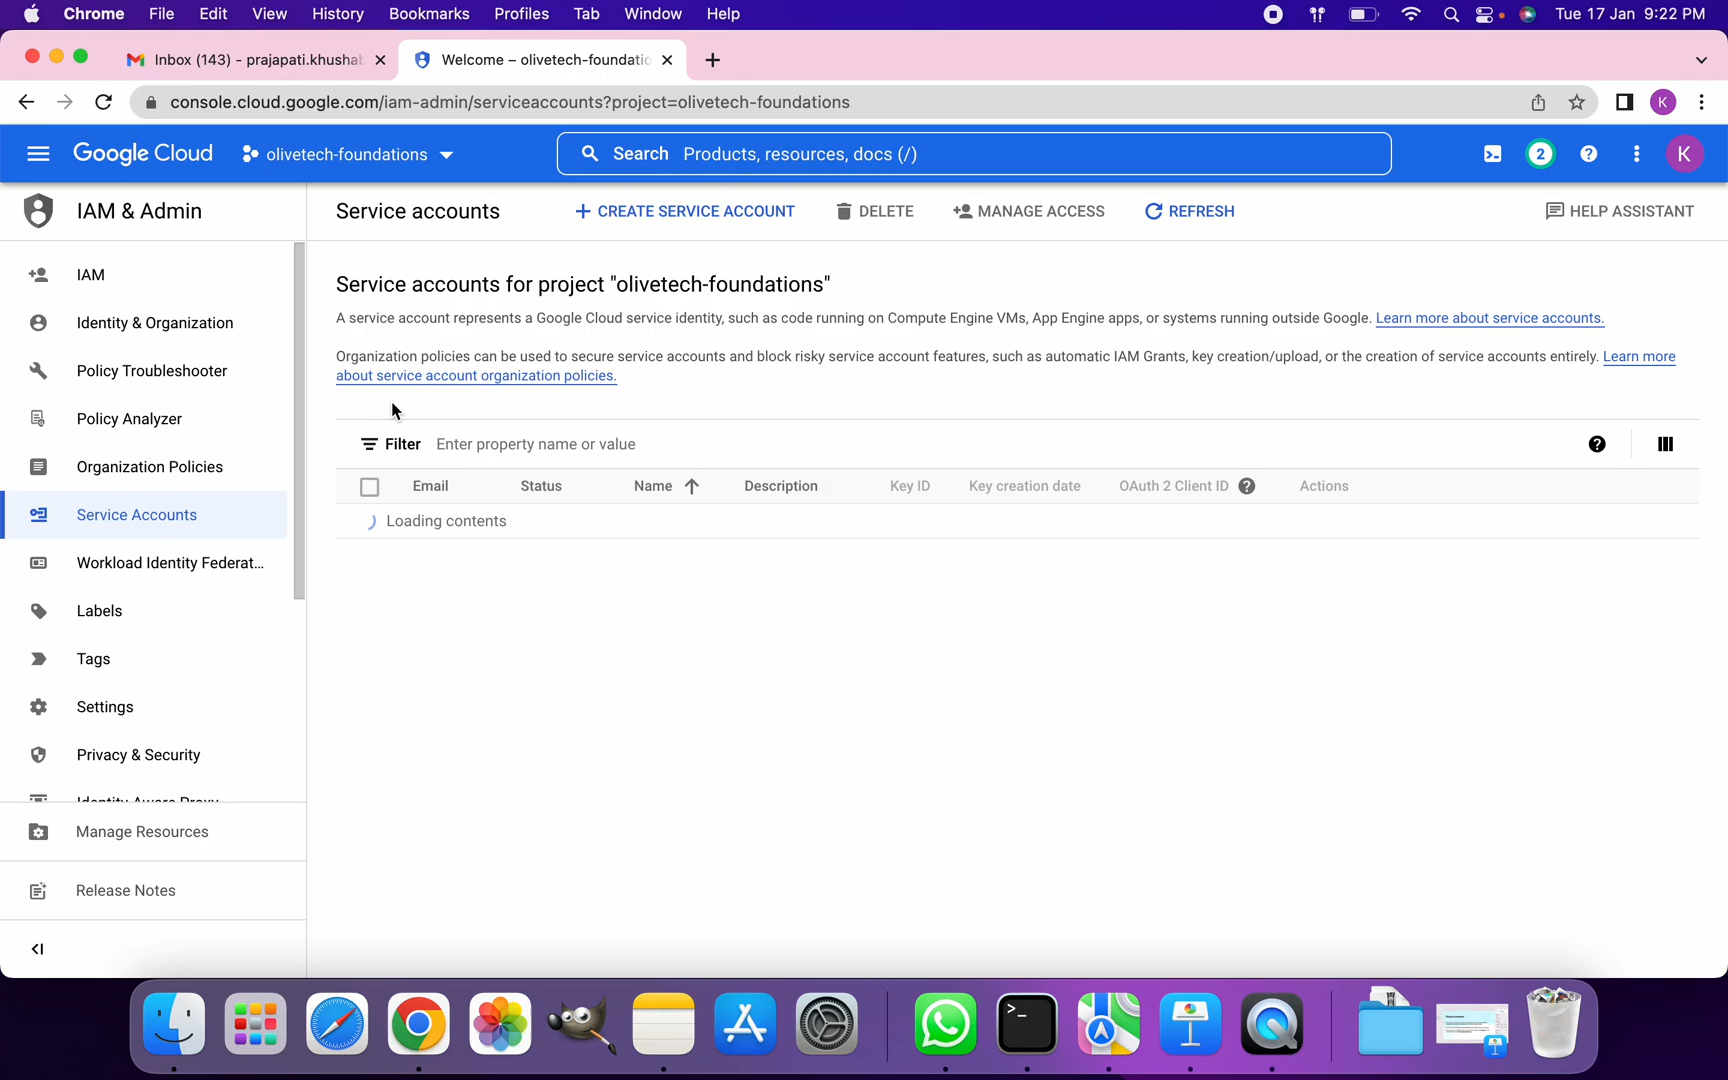 Chrome File Edit View History Bookmarks Profiles Tab Window Help Tue 17 Jan 9:22 PM
Inbox (143) - prajapati.khushal Welcome – olivetech-foundatio
console.cloud.google.com/iam-admin/serviceaccounts?project=olivetech-foundations K
Google Cloud olivetech-foundations Search Products, resources, docs (/) 2 K
IAM & Admin
Service accounts + CREATE SERVICE ACCOUNT DELETE MANAGE ACCESS REFRESH HELP ASSISTANT
IAM
Identity & Organization
Policy Troubleshooter
Policy Analyzer
Organization Policies
Service Accounts
Workload Identity Federat...
Labels
Tags
Settings
Privacy & Security
Identity-Aware Proxy
Manage Resources
Release Notes
Service accounts for project "olivetech-foundations"
A service account represents a Google Cloud service identity, such as code running on Compute Engine VMs, App Engine apps, or systems running outside Google. Learn more about service accounts.
Organization policies can be used to secure service accounts and block risky service account features, such as automatic IAM Grants, key creation/upload, or the creation of service accounts entirely. Learn more
about service account organization policies.
Filter Enter property name or value
Email Status Name Description Key ID Key creation date OAuth 2 Client ID Actions
Loading contents